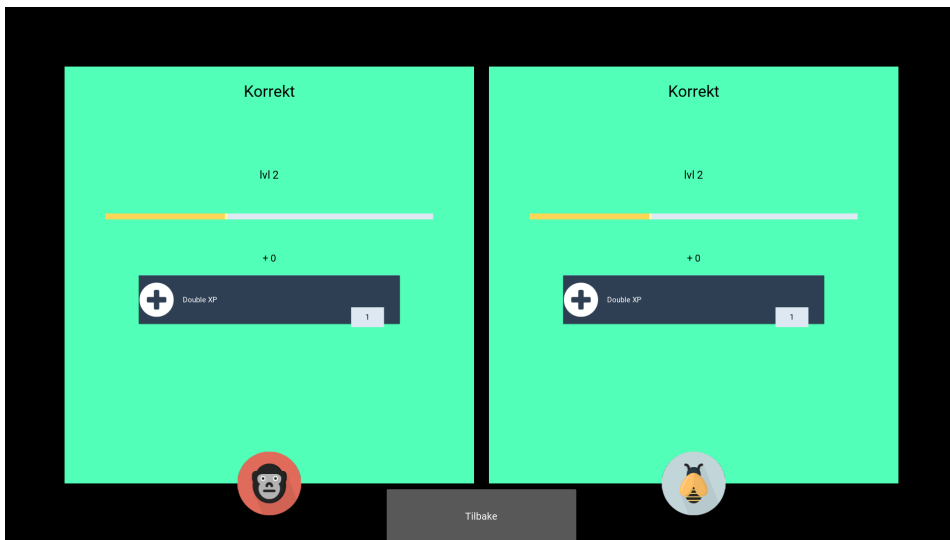 Korrekt
lvl 2
+ 0
Double XP
1
Korrekt
lvl 2
+ 0
Double XP
1
Tilbake